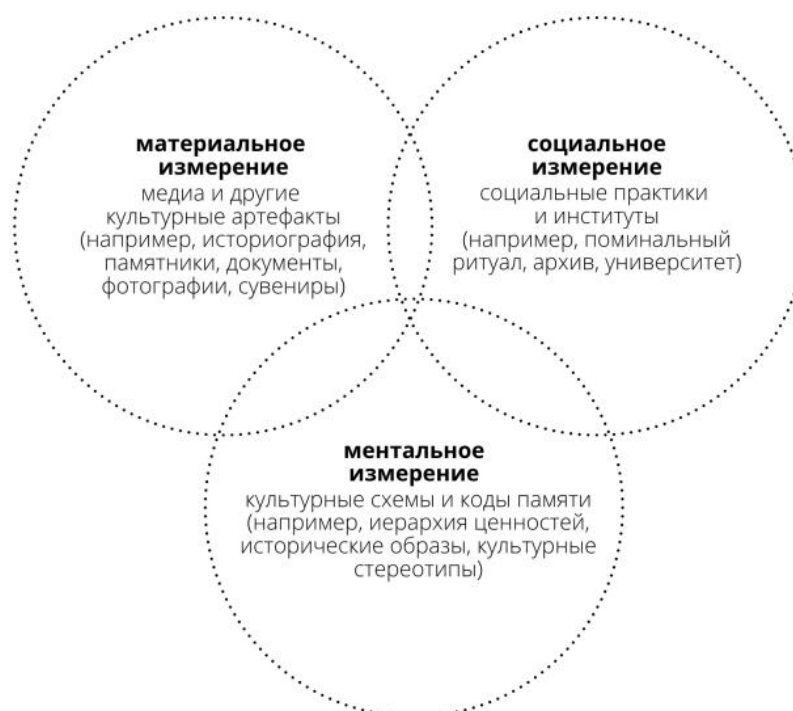 материальное
измерение
медиа и другие
культурные артефакты
(например, историография,
памятники, документы,
фотографии, сувениры)
социальное
измерение
социальные практики
и институты
(например, поминальный
ритуал, архив, университет)
ментальное
измерение
культурные схемы и коды памяти
(например, иерархия ценностей,
исторические образы, культурные
стереотипы)